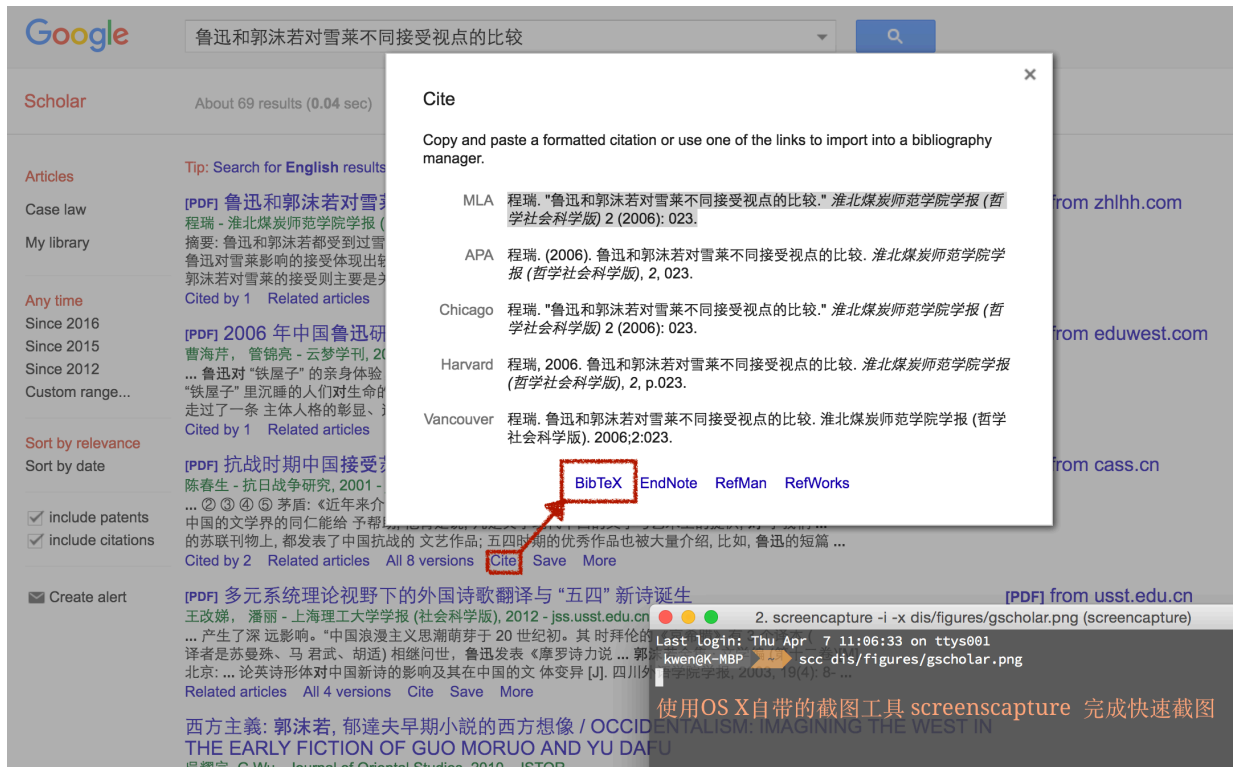 Google
鲁迅和郭沫若对雪莱不同接受视点的比较
Scholar
About 69 results (0.04 sec)
Articles
Case law
My library
Any time
Since 2016
Since 2015
Since 2012
Custom range...
Sort by relevance
Sort by date
include patents
include citations
Create alert
Tip: Search for English results
[PDF] 鲁迅和郭沫若对雪
程瑞 - 淮北煤炭师范学院学报 (
摘要: 鲁迅和郭沫若都受到过雪
鲁迅对雪莱影响的接受体现出较
郭沫若对雪莱的接受则主要是关
Cited by 1 Related articles
from zhlhh.com
[PDF] 2006 年中国鲁迅研
曹海芹， 管锦亮 - 云梦学刊, 20
... 鲁迅对 “铁屋子” 的亲身体验
“铁屋子” 里沉睡的人们对生命的
走过了一条 主体人格的彰显、
Cited by 1 Related articles
from eduwest.com
[PDF] 抗战时期中国接受苏
陈春生 - 抗日战争研究, 2001 -
... ② ③ ④ ⑤ 茅盾: 《近年来介
中国的文学界的同仁能给 予帮
的苏联刊物上, 都发表了中国抗战的 文艺作品; 五四时期的优秀作品也被大量介绍, 比如, 鲁迅的短篇 ...
Cited by 2 Related articles All 8 versions Cite Save More
from cass.cn
[PDF] 多元系统理论视野下的外国诗歌翻译与 “五四” 新诗诞生
王改娣， 潘丽 - 上海理工大学学报 (社会科学版), 2012 - jss.usst.edu.cn
... 产生了深 远影响。“中国浪漫主义思潮萌芽于 20 世纪初。其 时拜伦的
译者是苏曼殊、马 君武、胡适) 相继问世，鲁迅发表《摩罗诗力说 ... 郭
北京: ... 论英诗形体对中国新诗的影响及其在中国的文 体变异 [J]. 四川外语学院学报, 2003, 19(4): 8- ...
Related articles All 4 versions Cite Save More
[PDF] from usst.edu.cn
西方主義: 郭沫若, 郁達夫早期小説的西方想像 / OCCIDENTALISM: IMAGINING THE WEST IN
THE EARLY FICTION OF GUO MORUO AND YU DAFU
Cite
Copy and paste a formatted citation or use one of the links to import into a bibliography
manager.
MLA 程瑞. "鲁迅和郭沫若对雪莱不同接受视点的比较." 淮北煤炭师范学院学报 (哲
学社会科学版) 2 (2006): 023.
APA 程瑞. (2006). 鲁迅和郭沫若对雪莱不同接受视点的比较. 淮北煤炭师范学院学
报 (哲学社会科学版), 2, 023.
Chicago 程瑞. "鲁迅和郭沫若对雪莱不同接受视点的比较." 淮北煤炭师范学院学报 (哲
学社会科学版) 2 (2006): 023.
Harvard 程瑞, 2006. 鲁迅和郭沫若对雪莱不同接受视点的比较. 淮北煤炭师范学院学报
(哲学社会科学版), 2, p.023.
Vancouver 程瑞. 鲁迅和郭沫若对雪莱不同接受视点的比较. 淮北煤炭师范学院学报 (哲学
社会科学版). 2006;2:023.
BibTeX EndNote RefMan RefWorks
2. screencapture -i -x dis/figures/gscholar.png (screencapture)
Last login: Thu Apr 7 11:06:33 on ttys001
kwen@K-MBP ~ scc dis/figures/gscholar.png
使用OS X自带的截图工具 screenscapture 完成快速截图